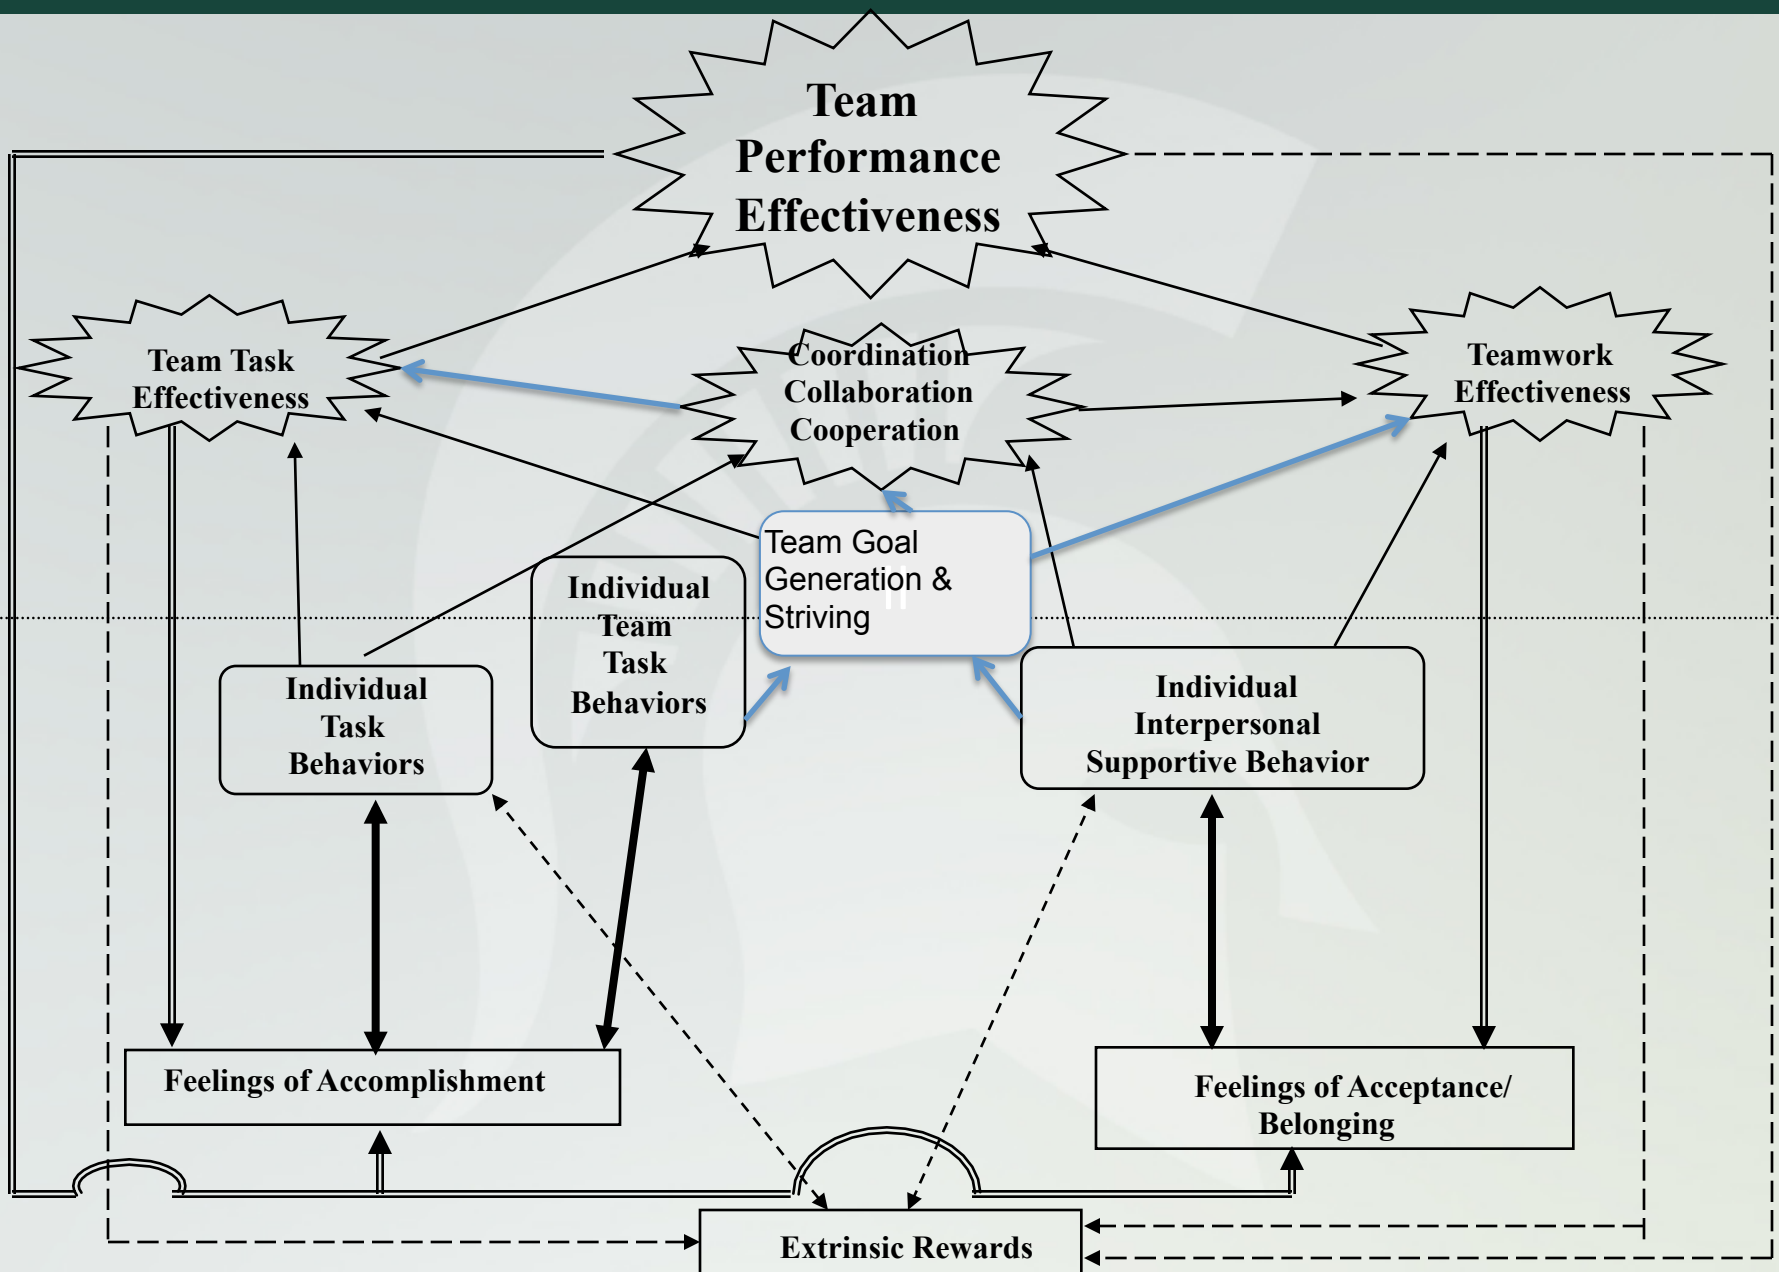 Team
Performance
Effectiveness
Team Task
Effectiveness
Coordination
Collaboration
Cooperation
Teamwork
Effectiveness
Team Goal
Generation &
Striving
Individual
Team
Task
Behaviors
Individual
Task
Behaviors
Individual
Interpersonal
Supportive Behavior
Feelings of Accomplishment
Feelings of Acceptance/
Belonging
Extrinsic Rewards